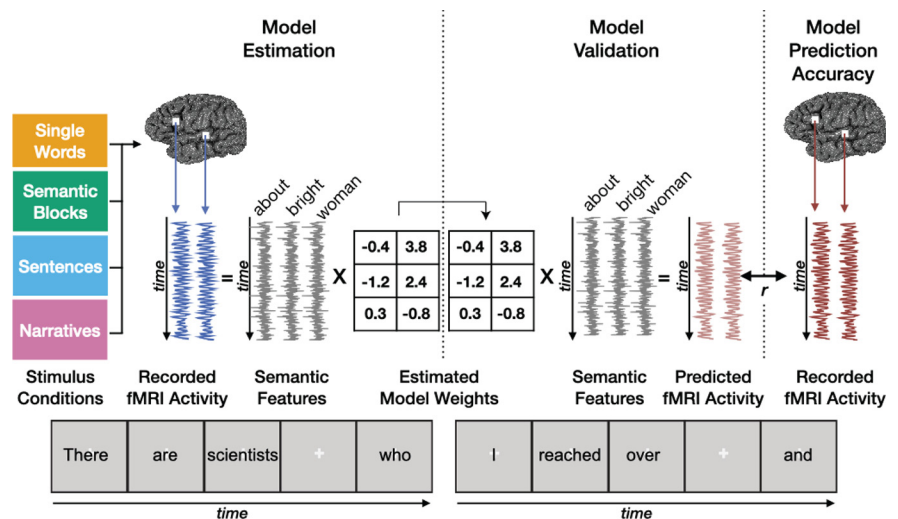 Model
Estimation
Model
Validation
Model
Prediction
Accuracy
Single
Words
Semantic
Blocks
Sentences
Narratives
time
=
time
about
bright
woman
X
-0.4 3.8
-1.2 2.4
0.3 -0.8
-0.4 3.8
-1.2 2.4
0.3 -0.8
X
time
about
bright
woman
=
time
r
time
Stimulus
Conditions
Recorded
fMRI Activity
Semantic
Features
Estimated
Model Weights
Semantic
Features
Predicted
fMRI Activity
Recorded
fMRI Activity
There are scientists + who
time
I reached over + and
time